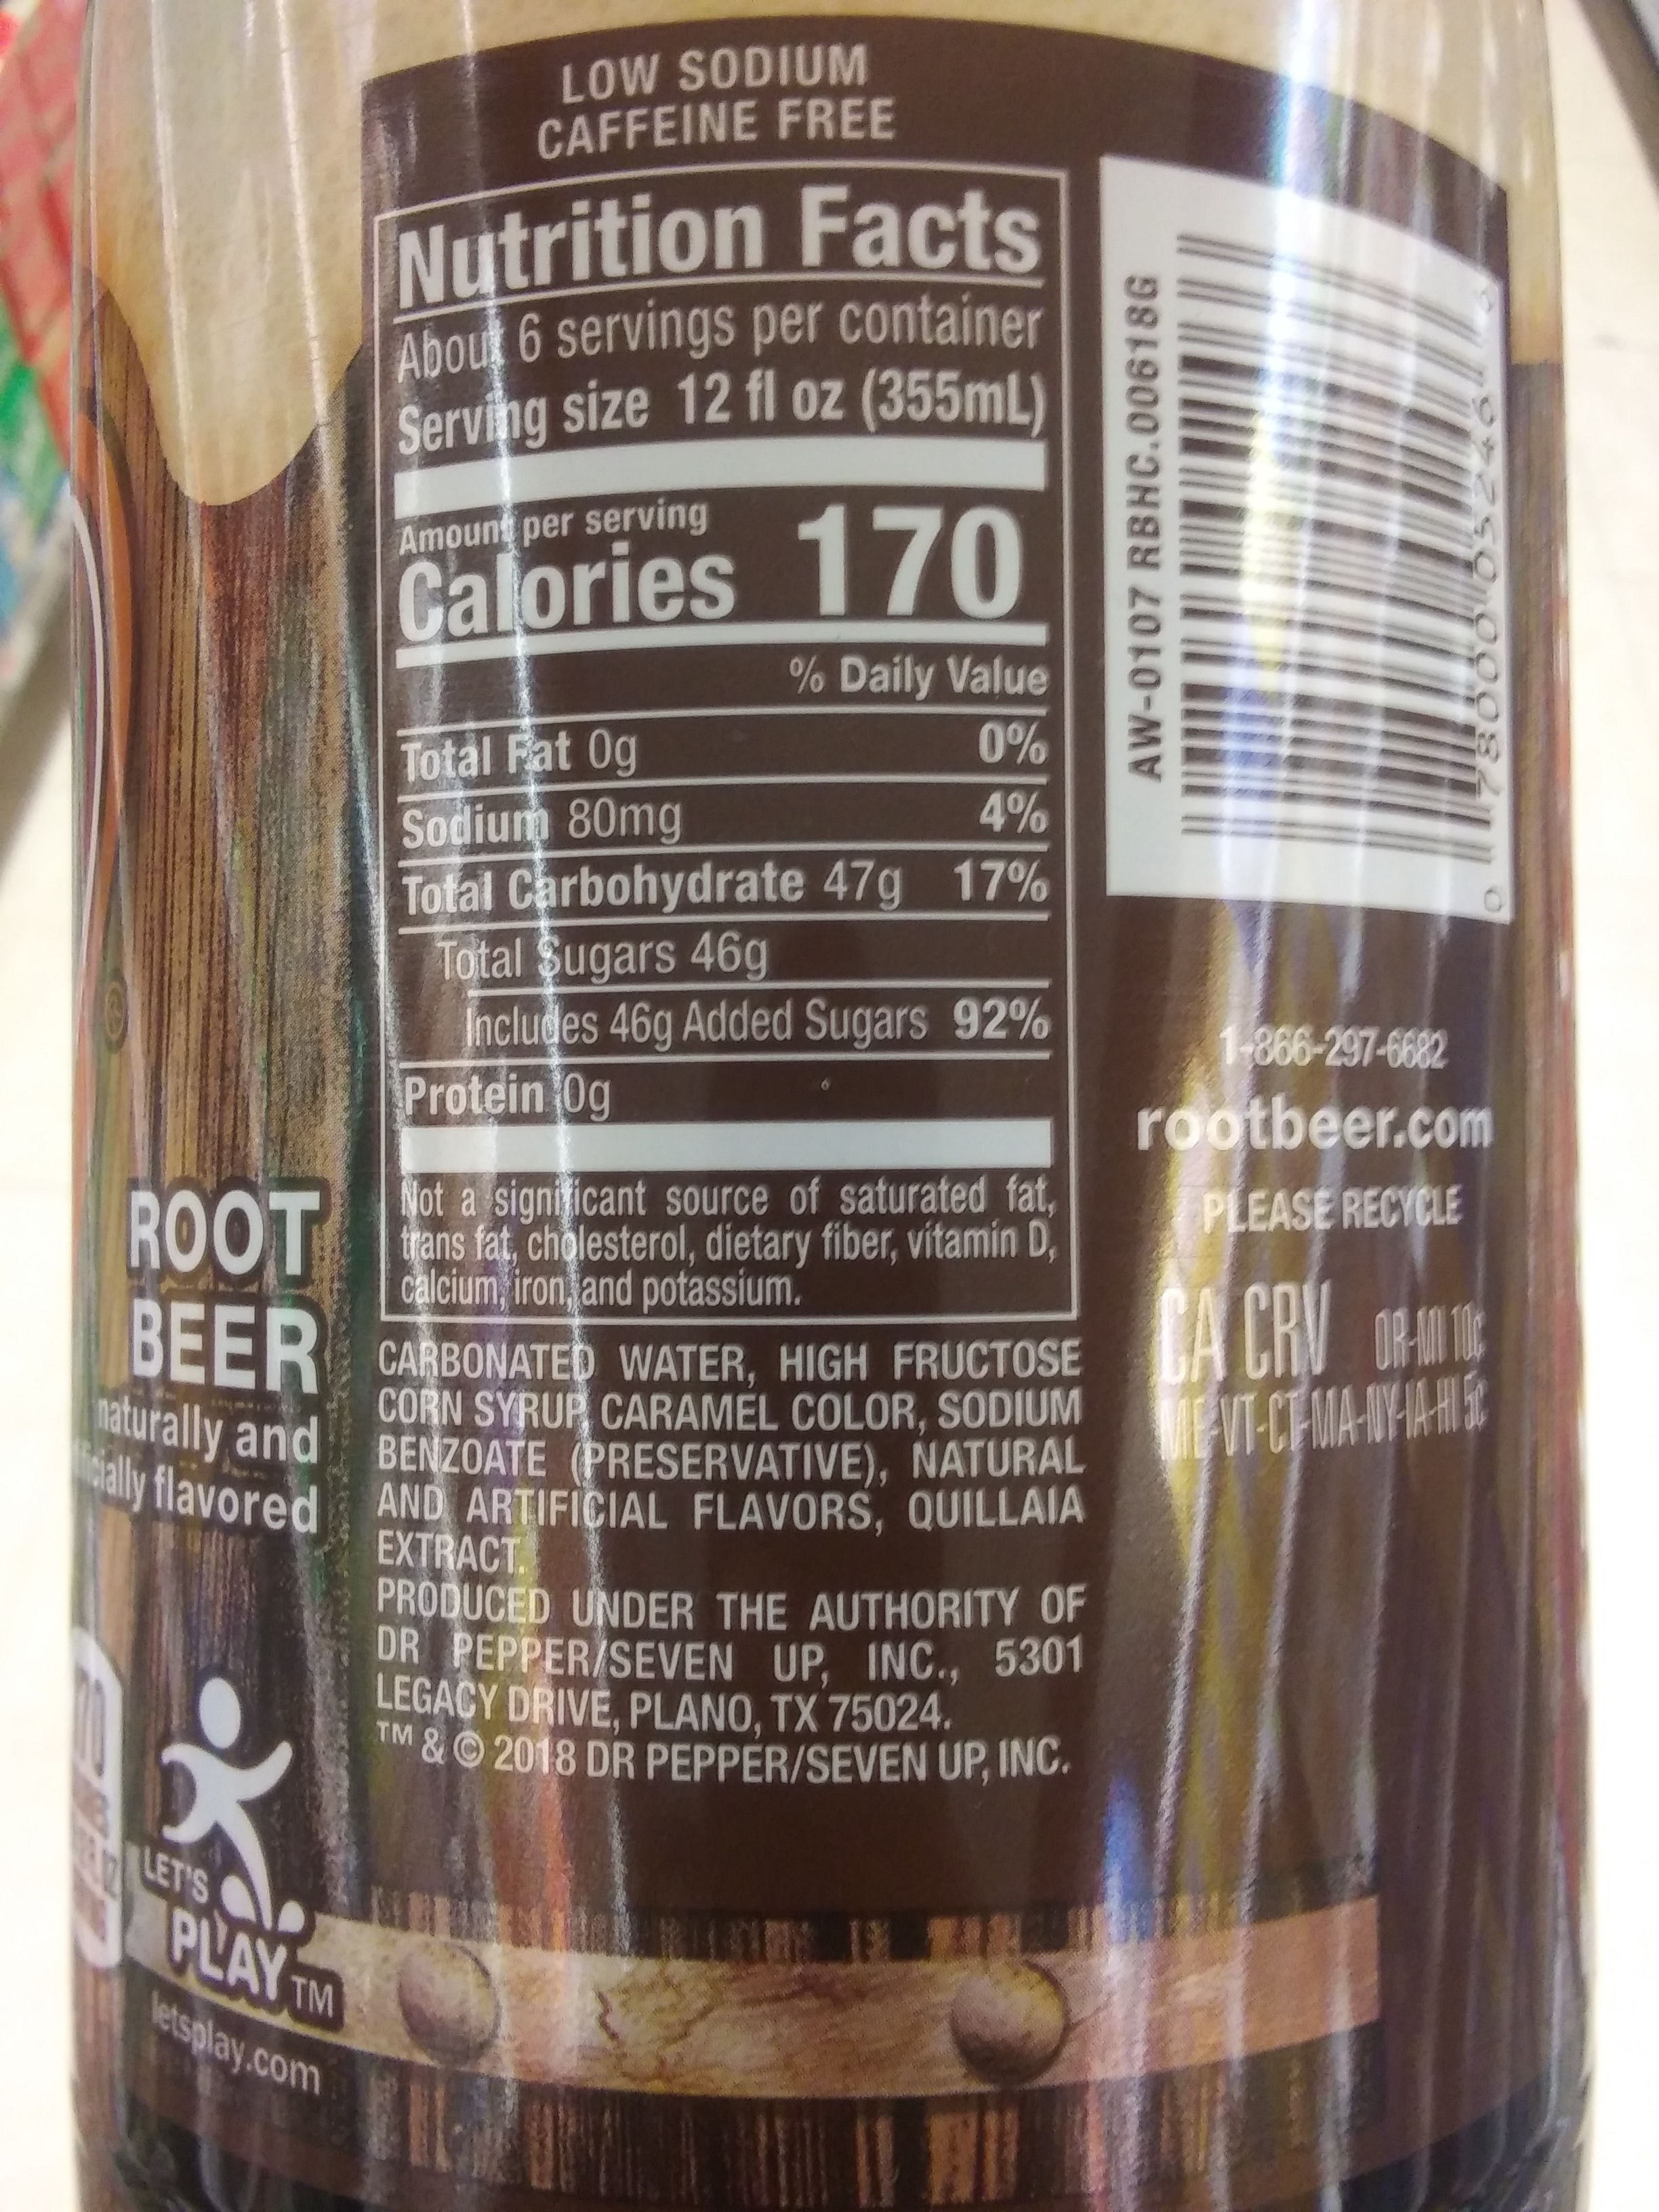 LOW SODIUM
CAFFEINE FREE
Nutrition Facts
About 6 servings per container
Serving size 12 fl oz (355mL)
Amount per serving
Calories 170
% Daily Value
Total Fat 0g 0%
Sodium 80mg 4%
Total Carbohydrate 47g 17%
Total Sugars 46g
Includes 46g Added Sugars 92%
Protein 0g
Not a significant source of saturated fat,
trans fat, cholesterol, dietary fiber, vitamin D,
calcium, iron, and potassium.
CARBONATED WATER, HIGH FRUCTOSE
CORN SYRUP, CARAMEL COLOR, SODIUM
BENZOATE (PRESERVATIVE), NATURAL
AND ARTIFICIAL FLAVORS, QUILLAIA
EXTRACT.
PRODUCED UNDER THE AUTHORITY OF
DR PEPPER/SEVEN UP, INC., 5301
LEGACY DRIVE, PLANO, TX 75024.
™ & © 2018 DR PEPPER/SEVEN UP, INC.
AW-0107 RBHC.00618G
1-866-297-6682
rootbeer.com
PLEASE RECYCLE
CA CRV OR-MI 10¢
ME-VT-CT-MA-NY-IA-HI 5¢
ROOT
BEER
naturally and
flavored
LET'S
PLAY™
letsplay.com